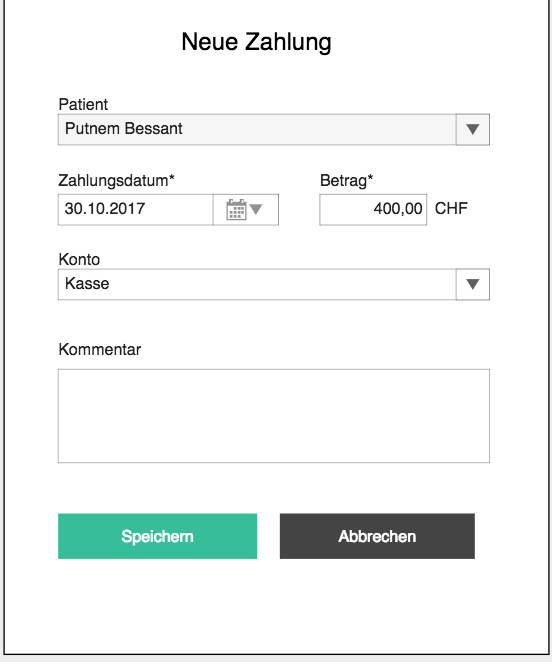 Neue Zahlung
Patient
Putnem Bessant
Zahlungsdatum* Betrag*
30.10.2017 400,00 CHF
Konto
Kasse
Kommentar
Speichern Abbrechen